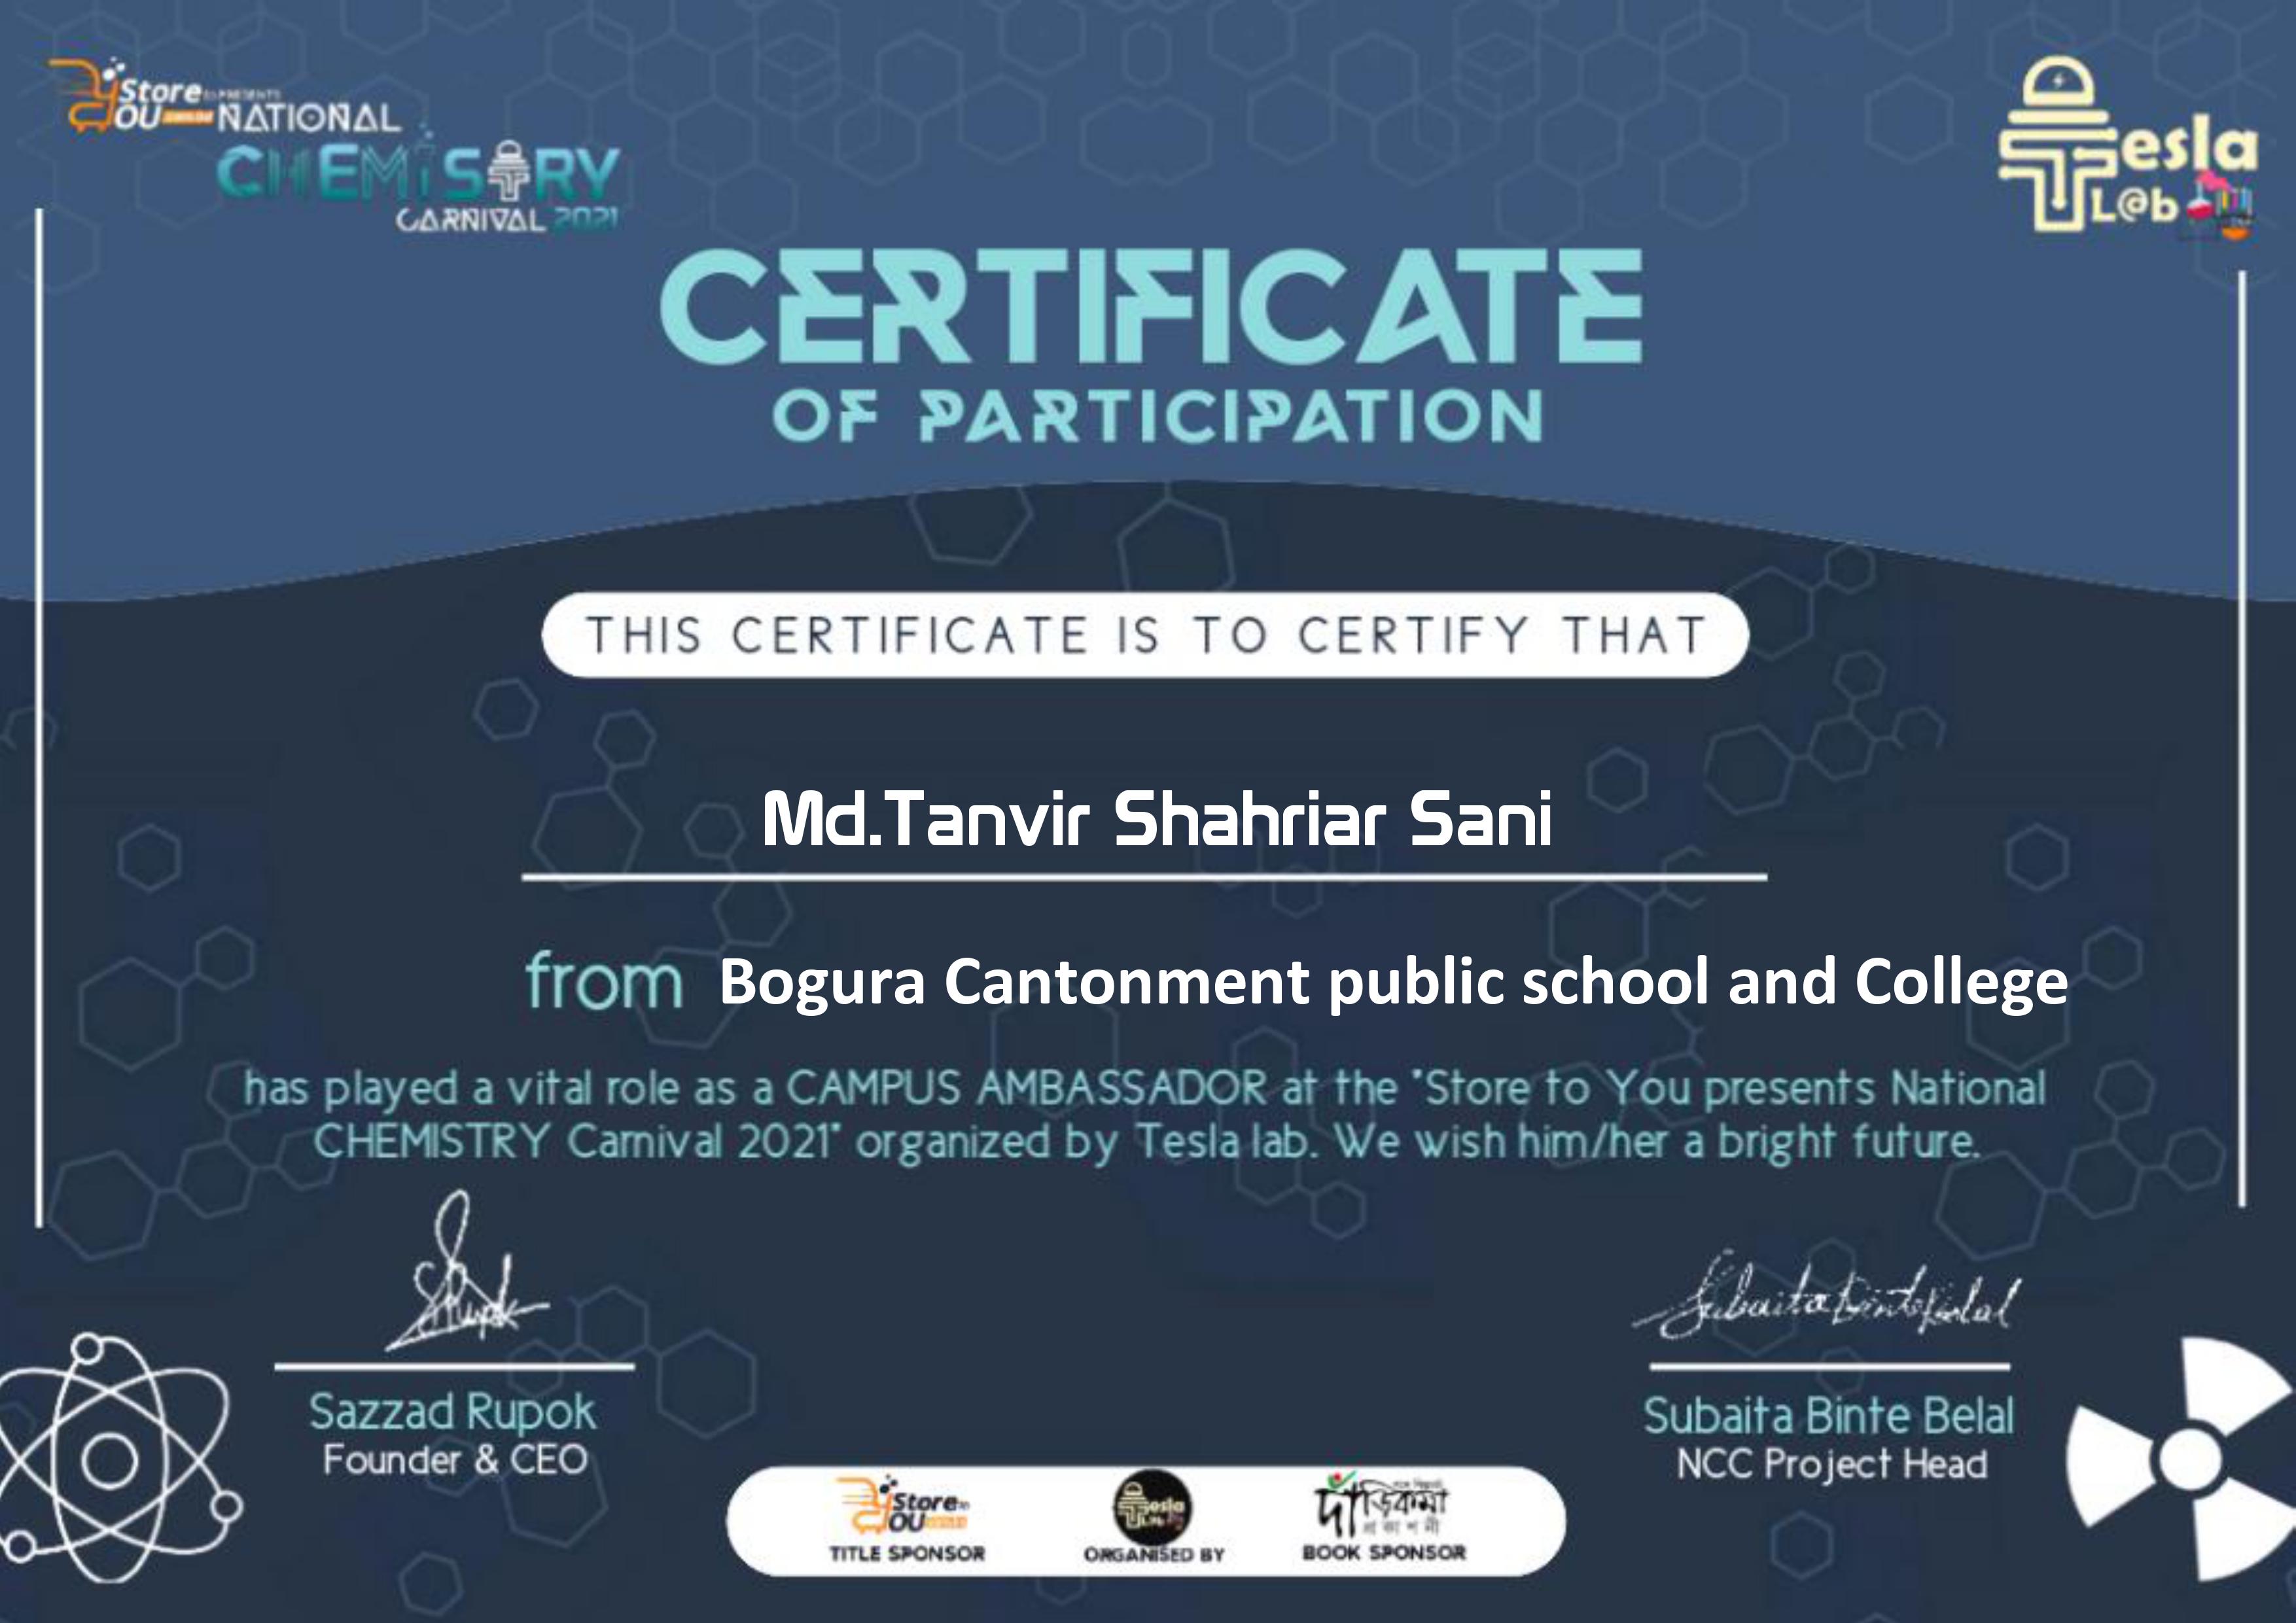 Store to PRESENTS
YOU NATIONAL
CHEMISTRY
CARNIVAL 2021
Tesla
L@b
CERTIFICATE
OF PARTICIPATION
THIS CERTIFICATE IS TO CERTIFY THAT
Md.Tanvir Shahriar Sani
from Bogura Cantonment public school and College
has played a vital role as a CAMPUS AMBASSADOR at the "Store to You presents National
CHEMISTRY Carnival 2021" organized by Tesla lab. We wish him/her a bright future.
SRupok
Subaita Binte Belal
Sazzad Rupok
Founder & CEO
Subaita Binte Belal
NCC Project Head
Store to
YOU
TITLE SPONSOR
Tesla
L@b
ORGANISED BY
দাঁড়িকমা
প্রকাশনী
BOOK SPONSOR